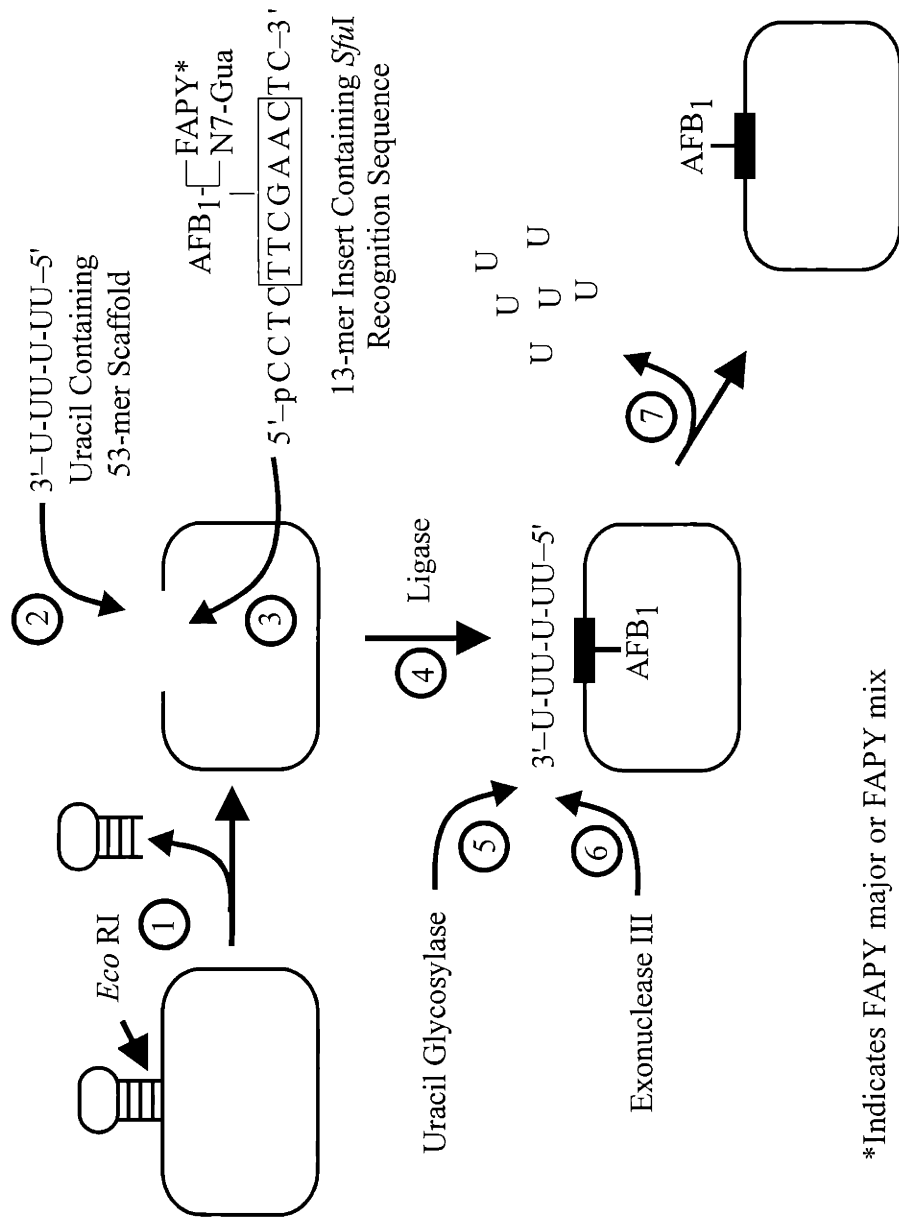 Eco RI
1
2
3'–U-UU-U-UU–5'
Uracil Containing
53-mer Scaffold
AFB1
FAPY*
N7-Gua
3
5'–pCCTCTTCGAACTC–3'
13-mer Insert Containing SfuI
Recognition Sequence
4
Ligase
Uracil Glycosylase
5
3'–U-UU-U-UU–5'
AFB1
6
Exonuclease III
7
U
U
U
U
U
U
AFB1
*Indicates FAPY major or FAPY mix